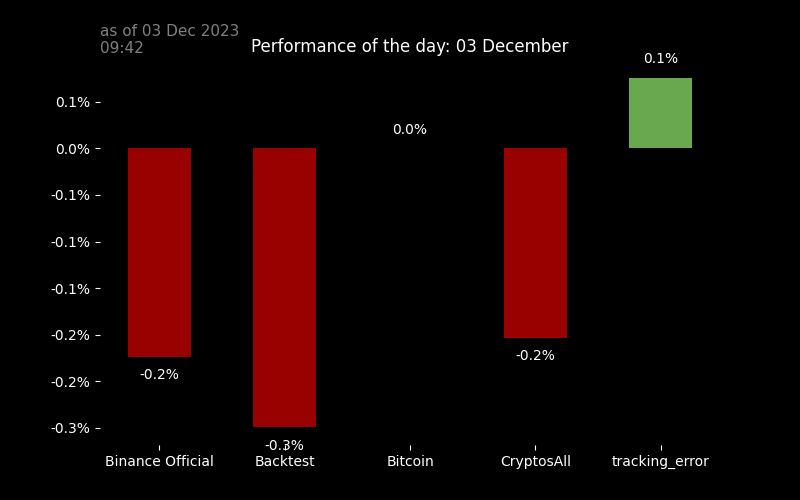 as of 03 Dec 2023
09:42
Performance of the day: 03 December
0.1%
0.1%
0.0%
0.0%
-0.1%
-0.1%
-0.1%
-0.2%
-0.2%
-0.2%
-0.2%
-0.3%
-0.3%
Binance Official
Backtest
Bitcoin
CryptosAll
tracking_error